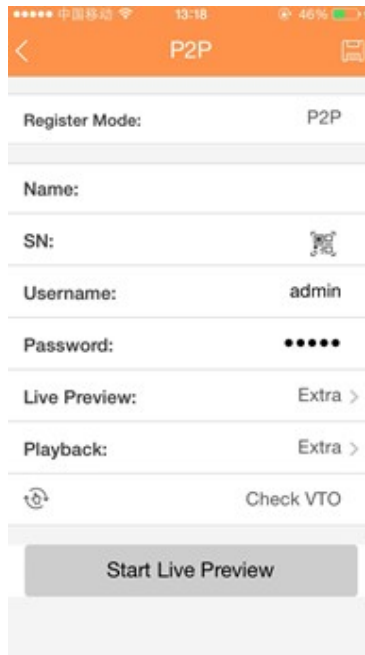 中国移动 13:18 46%
P2P
Register Mode: P2P
Name:
SN:
Username: admin
Password: •••••
Live Preview: Extra
Playback: Extra
Check VTO
Start Live Preview